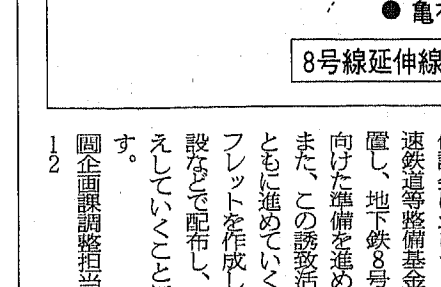 ● 亀
8号線延伸線
速鉄道等整備基金
置し、地下鉄8号
向けた準備を進め
また、この誘致活
ともに進めていく
フレットを作成し
設などで配布し、
えしていくこと
す。
問企画課調整担当
12